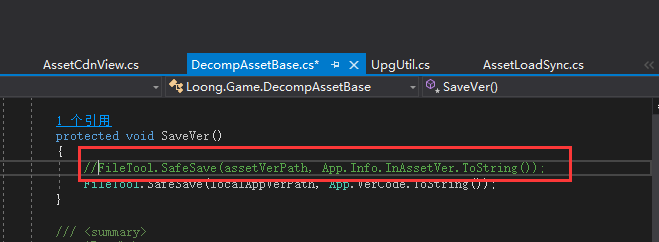 AssetCdnView.cs DecompAssetBase.cs* UpgUtil.cs AssetLoadSync.cs
Loong.Game.DecompAssetBase SaveVer()
1 个引用
protected void SaveVer()
{
//FileTool.SafeSave(assetVerPath, App.Info.InAssetVer.ToString());
FileTool.SafeSave(localAppVerPath, App.VerCode.ToString());
}
/// <summary>